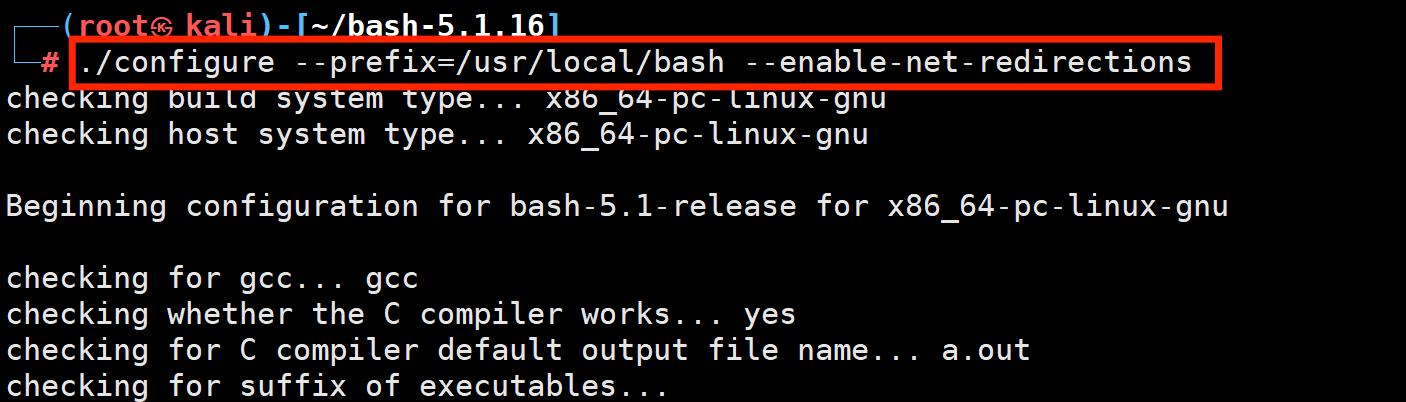 (root㉿kali)-[~/bash-5.1.16]
# ./configure --prefix=/usr/local/bash --enable-net-redirections
checking build system type... x86_64-pc-linux-gnu
checking host system type... x86_64-pc-linux-gnu
Beginning configuration for bash-5.1-release for x86_64-pc-linux-gnu
checking for gcc... gcc
checking whether the C compiler works... yes
checking for C compiler default output file name... a.out
checking for suffix of executables...